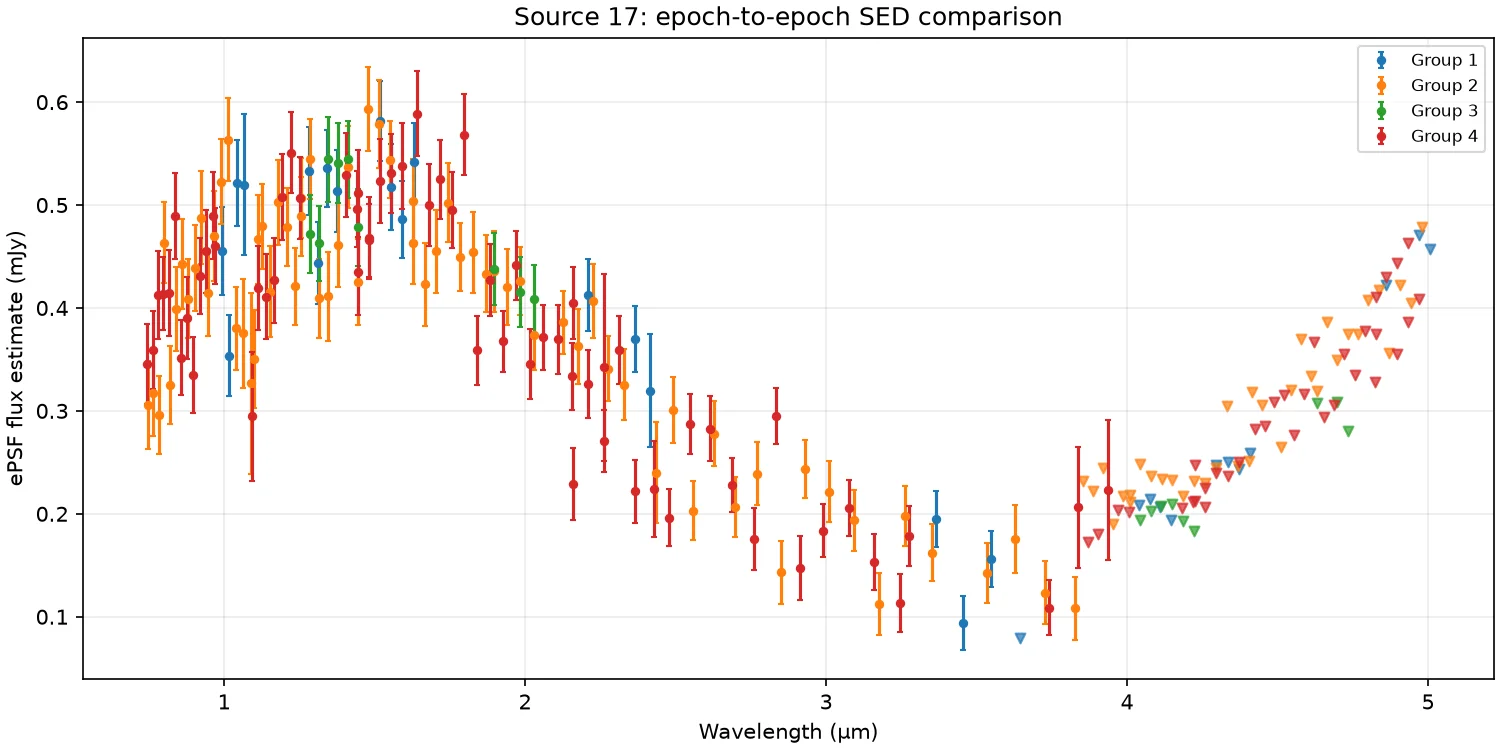 Source 17: epoch-to-epoch SED comparison
Group 1
Group 2
Group 3
Group 4
ePSF flux estimate (mJy)
0.6
0.5
0.4
0.3
0.2
0.1
1 2 3 4 5
Wavelength (μm)